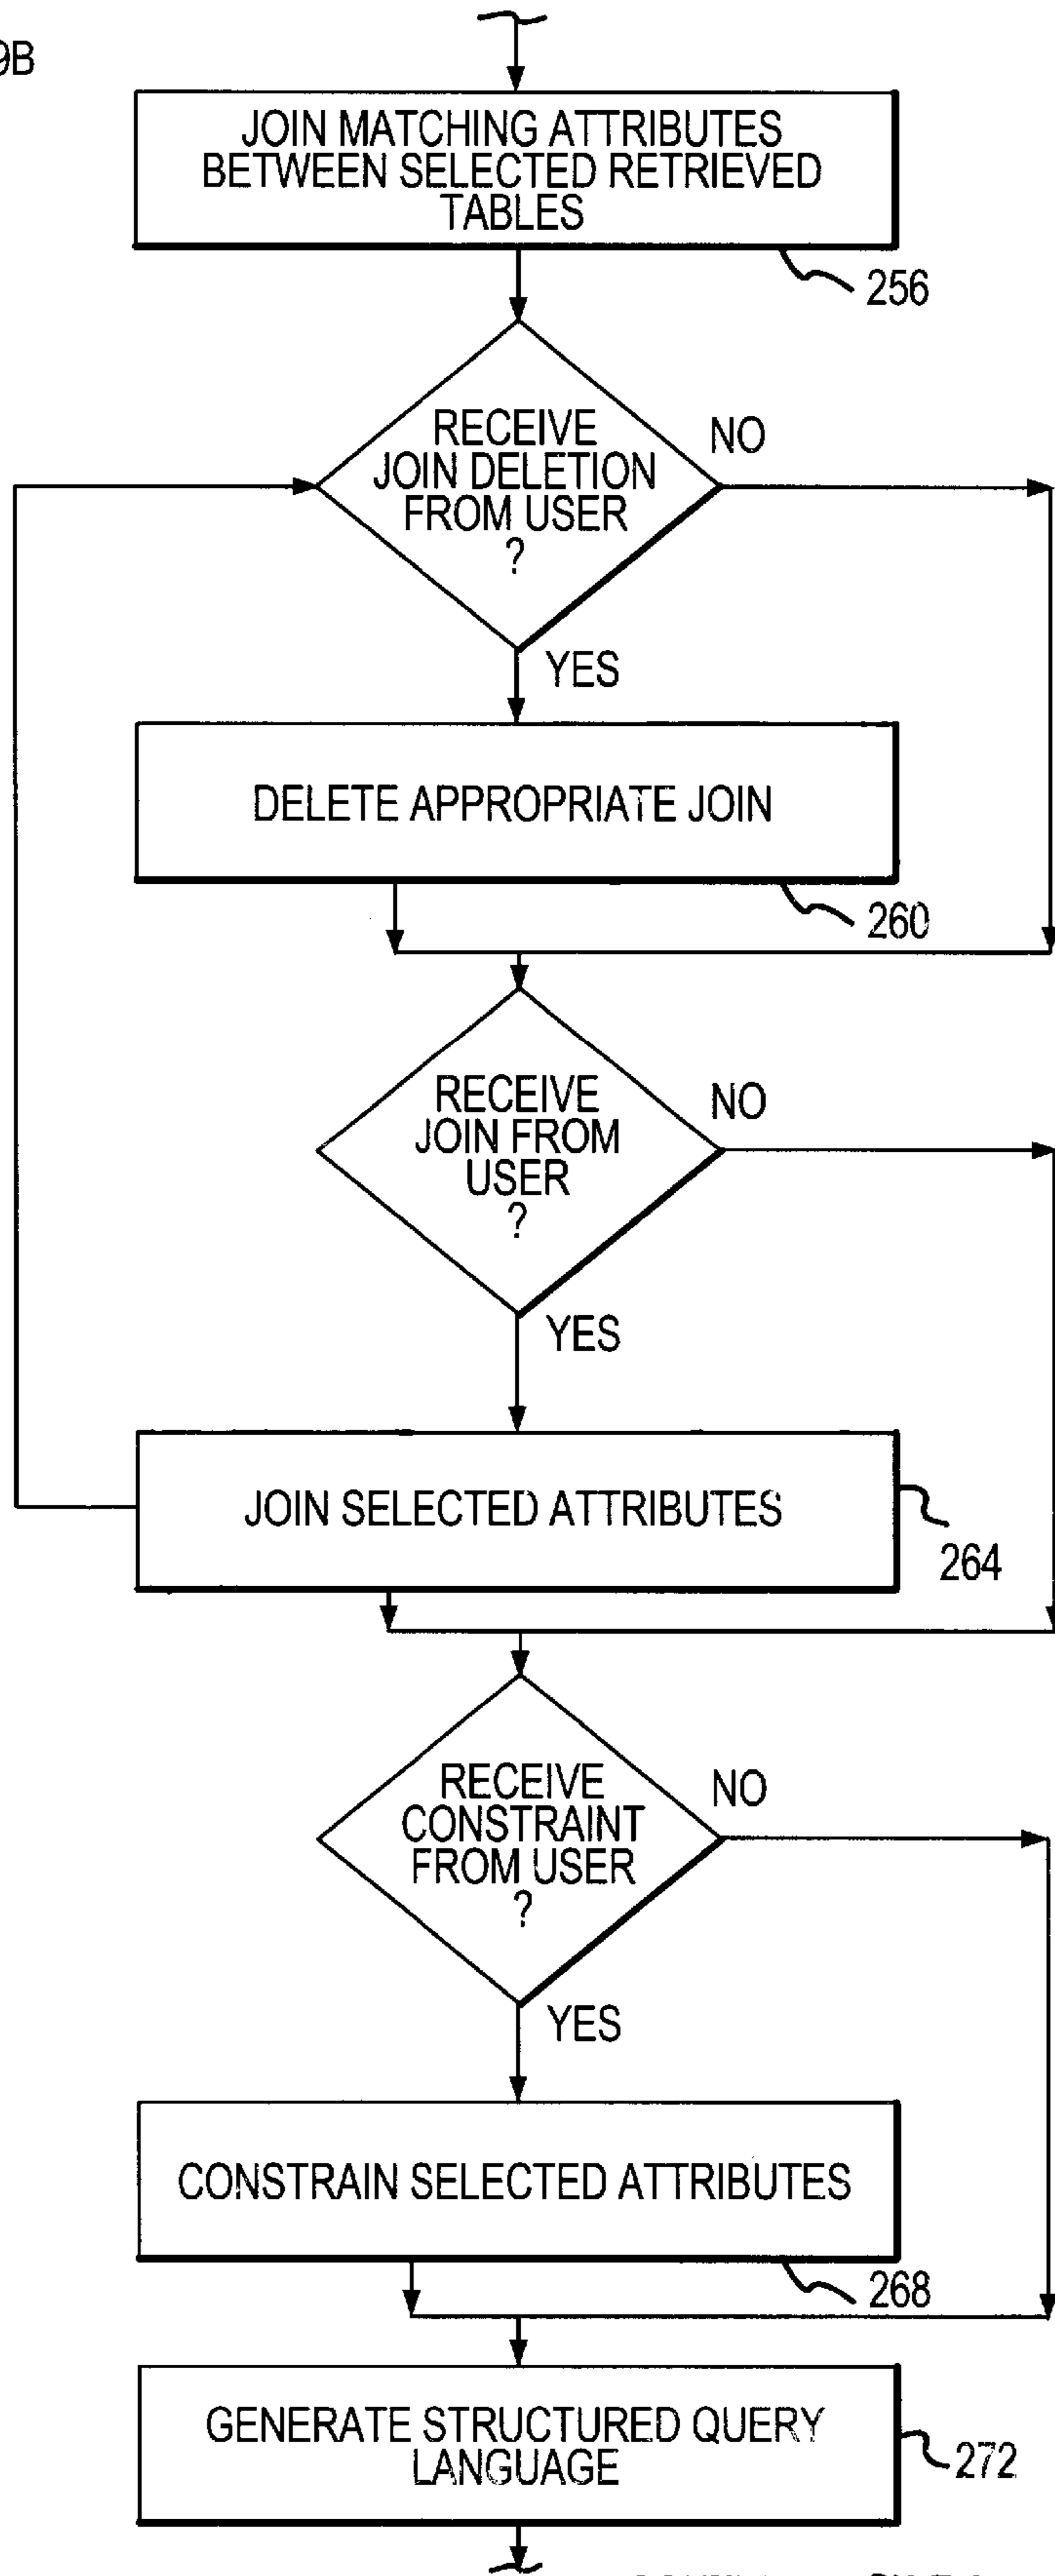 9B
JOIN MATCHING ATTRIBUTES
BETWEEN SELECTED RETRIEVED
TABLES
256
RECEIVE
JOIN DELETION
FROM USER
?
NO
YES
DELETE APPROPRIATE JOIN
260
RECEIVE
JOIN FROM
USER
?
NO
YES
JOIN SELECTED ATTRIBUTES
264
RECEIVE
CONSTRAINT
FROM USER
?
NO
YES
CONSTRAIN SELECTED ATTRIBUTES
268
GENERATE STRUCTURED QUERY
LANGUAGE
272